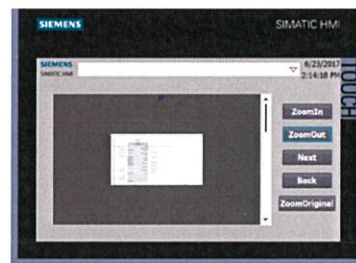 SIEMENS
SIMATIC HMI
SIEMENS
SIMATIC HMI
6/23/2017
2:14:18 PM
TOUCH
ZoomIn
ZoomOut
Next
Back
ZoomOriginal